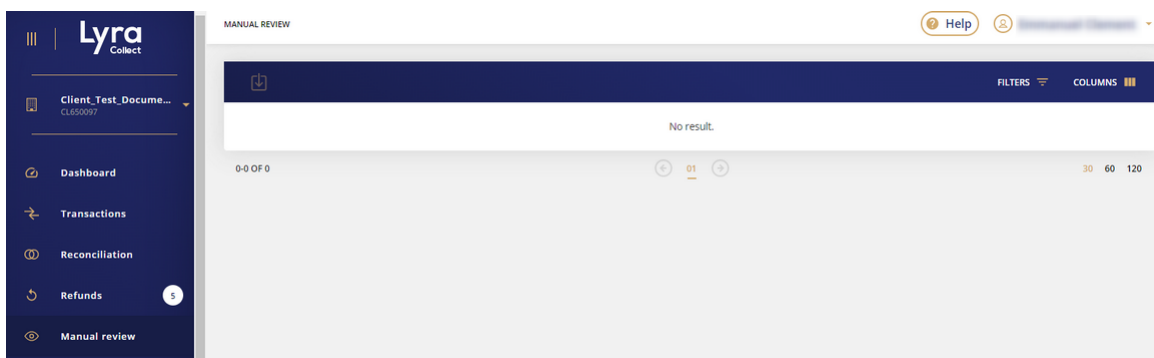 Lyra
Collect
Client_Test_Docume...
CL650097
Dashboard
Transactions
Reconciliation
Refunds 5
Manual review
MANUAL REVIEW
Help
FILTERS COLUMNS
No result.
0-0 OF 0 01 30 60 120